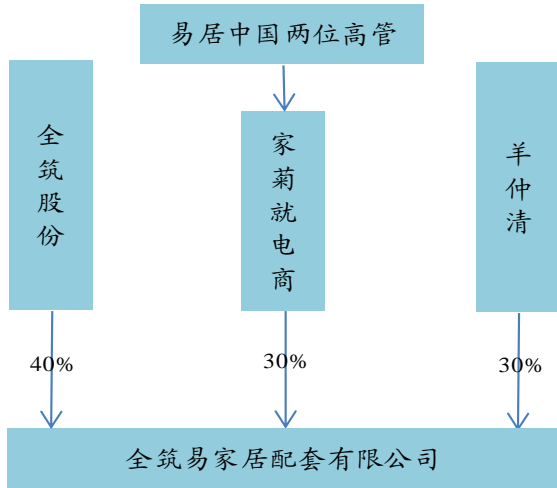 易居中国两位高管
全筑股份
家菊就电商
羊仲清
40%
30%
30%
全筑易家居配套有限公司